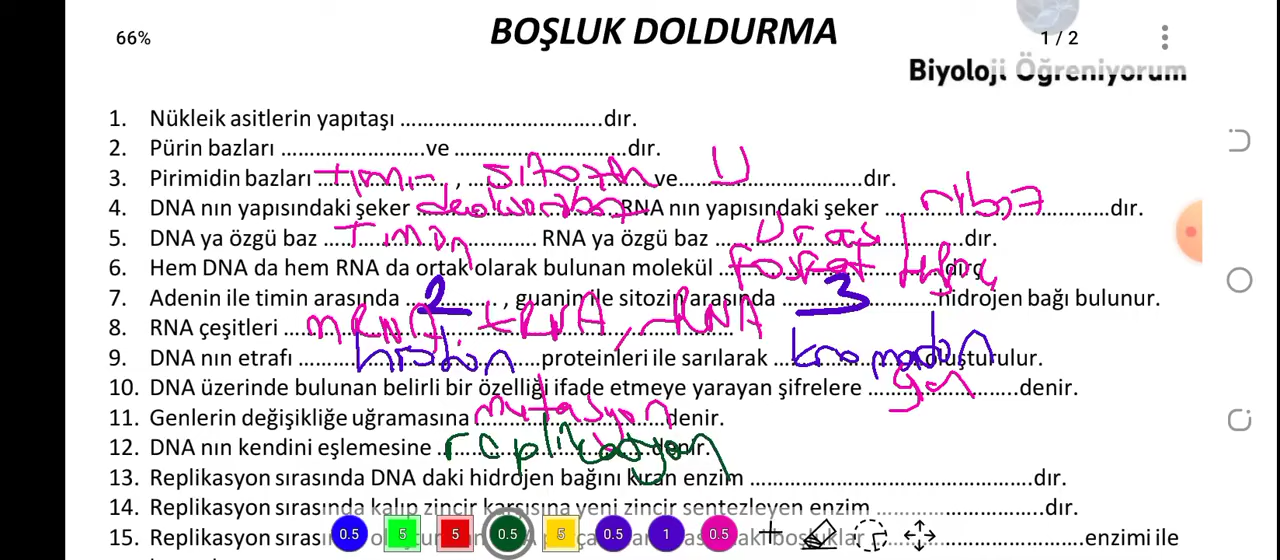 66%
BOŞLUK DOLDURMA
1 / 2
Biyoloji Öğreniyorum
1. Nükleik asitlerin yapıtaşı ……………………………dır.
2. Pürin bazları …………………ve ………………………dır.
3. Pirimidin bazları timin, sitozin ve U dır.
4. DNA nın yapısındaki şeker RNA nın yapısındaki şeker riboz dır.
5. DNA ya özgü baz Timin RNA ya özgü baz Urasil dır.
6. Hem DNA da hem RNA da ortak olarak bulunan molekül fosfat dır.
7. Adenin ile timin arasında 2, guanin ile sitozin arasında 3 hidrojen bağı bulunur.
8. RNA çeşitleri mRNA, tRNA, rRNA
9. DNA nın etrafı histon proteinleri ile sarılarak oluşturulur.
10. DNA üzerinde bulunan belirli bir özelliği ifade etmeye yarayan şifrelere gen denir.
11. Genlerin değişikliğe uğramasına mutasyon denir.
12. DNA nın kendini eşlemesine replikasyon denir.
13. Replikasyon sırasında DNA daki hidrojen bağını kıran enzim ……………………………………dır.
14. Replikasyon sırasında kalıp zincir karşısına yeni zincir sentezleyen enzim ………………………dır.
15. Replikasyon boşluklar …………………enzimi ile
0.5 5 5 0.5 5 0.5 1 0.5